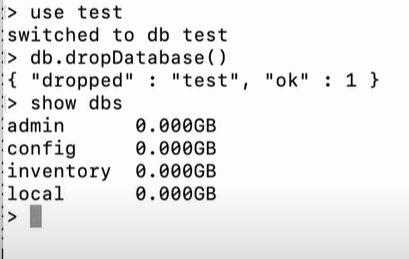 > use test
switched to db test
> db.dropDatabase()
{ "dropped" : "test", "ok" : 1 }
> show dbs
admin      0.000GB
config     0.000GB
inventory  0.000GB
local      0.000GB
>